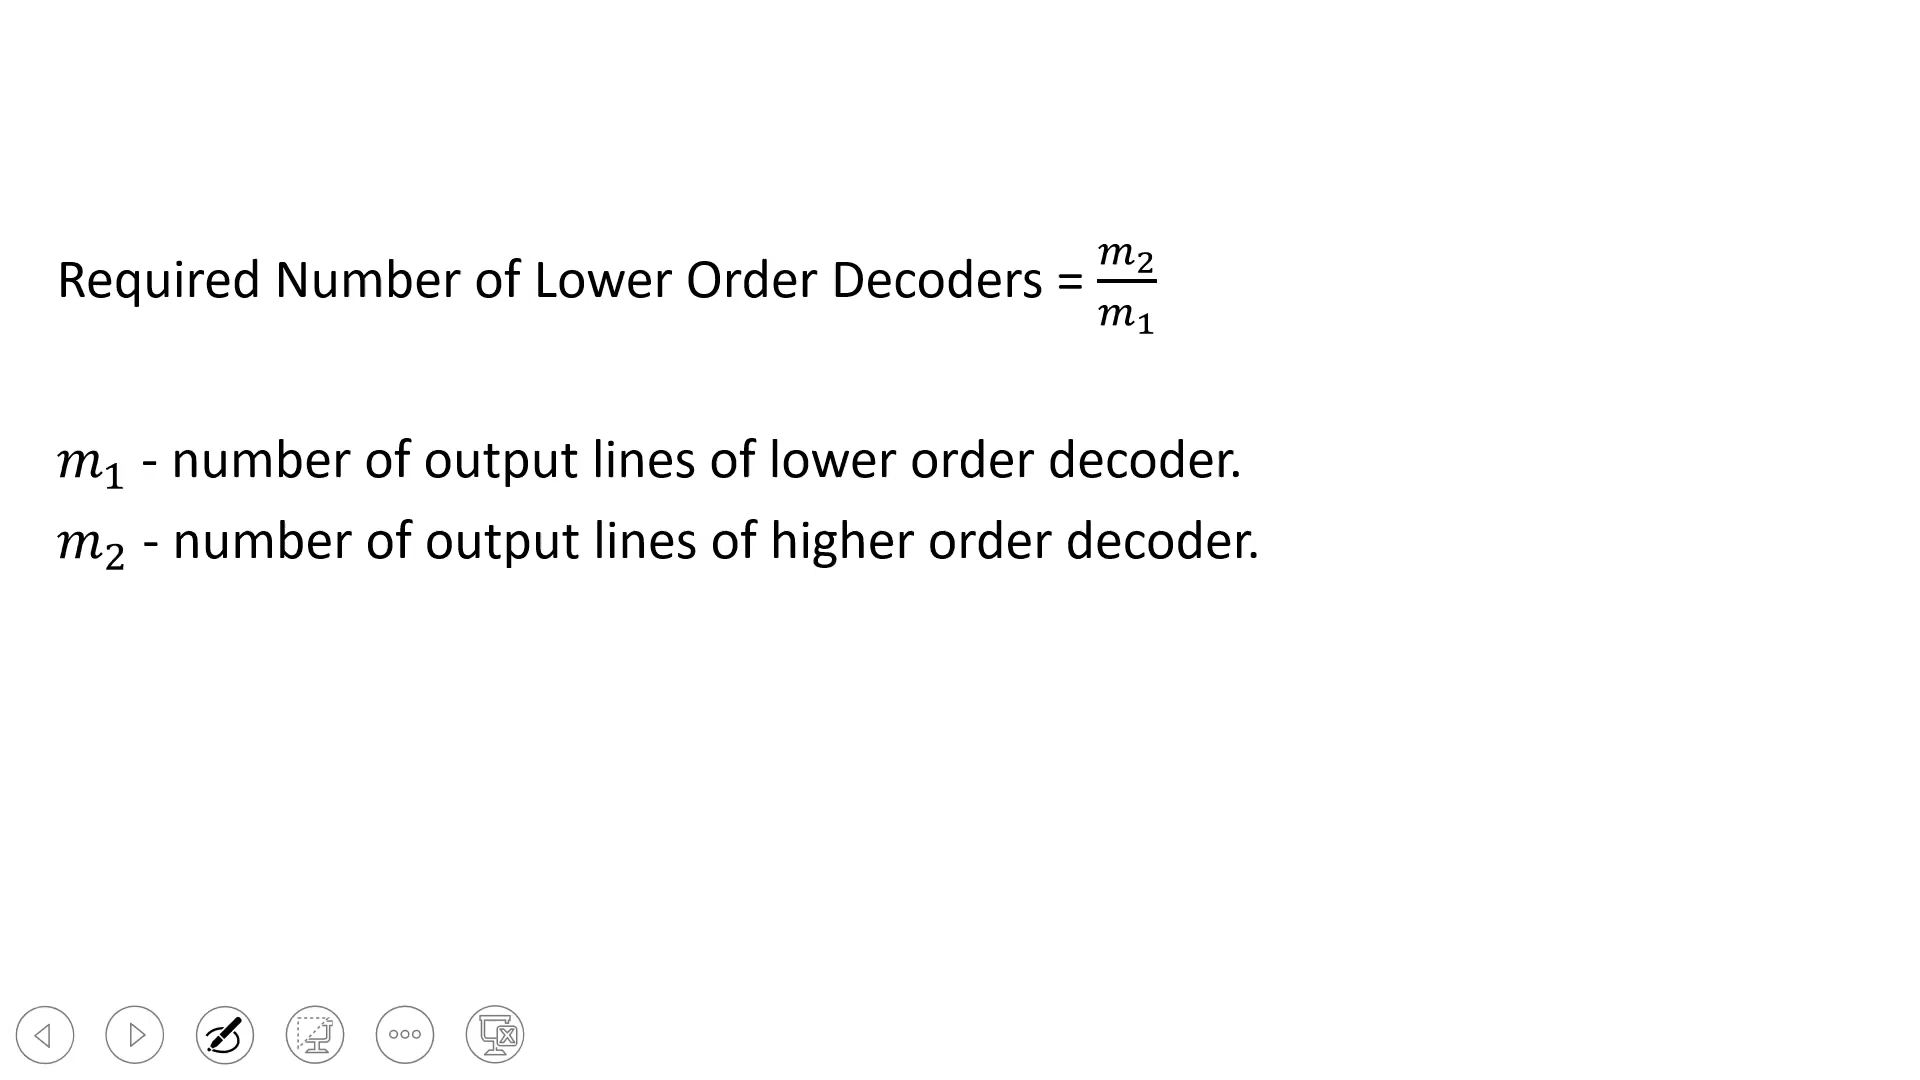 Required Number of Lower Order Decoders = m₂/m₁
m₁ - number of output lines of lower order decoder.
m₂ - number of output lines of higher order decoder.